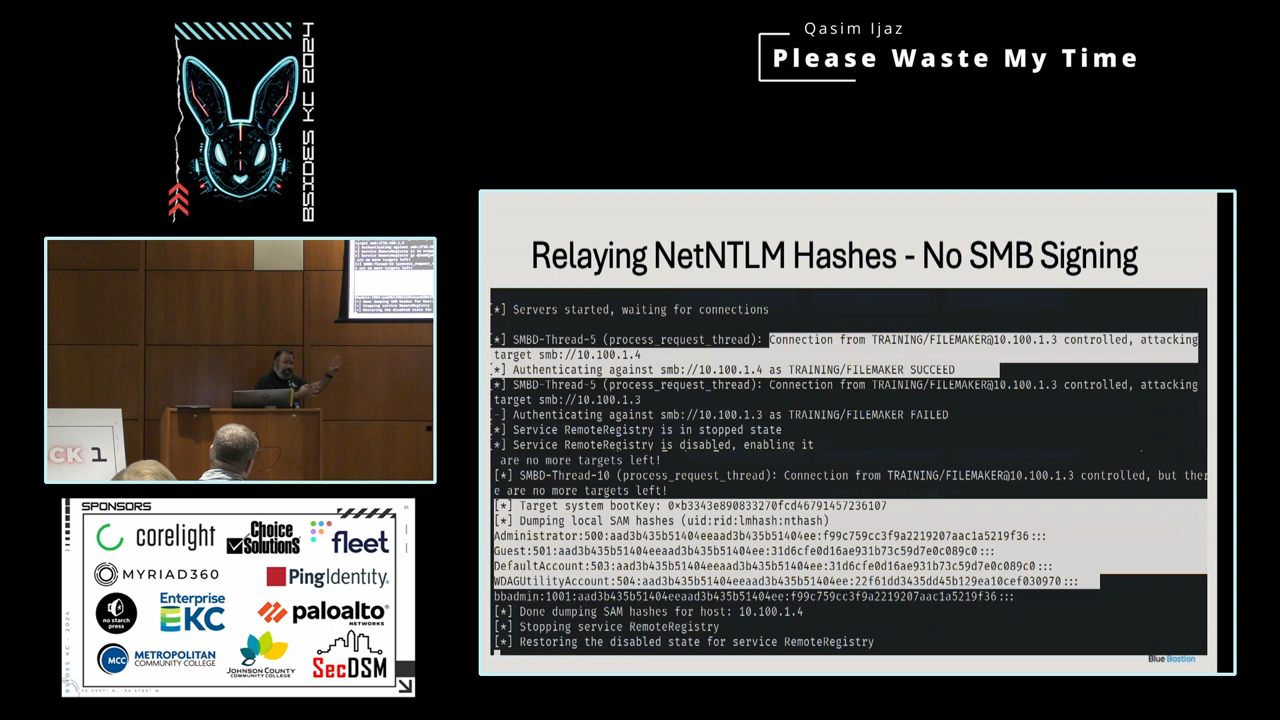 Qasim Ijaz
Please Waste My Time
BSIDES KC 2024
Relaying NetNTLM Hashes - No SMB Signing
[*] Servers started, waiting for connections
[*] SMBD-Thread-5 (process_request_thread): Connection from TRAINING/FILEMAKER@10.100.1.3 controlled, attacking
target smb://10.100.1.4
[*] Authenticating against smb://10.100.1.4 as TRAINING/FILEMAKER SUCCEED
[*] SMBD-Thread-5 (process_request_thread): Connection from TRAINING/FILEMAKER@10.100.1.3 controlled, attacking
target smb://10.100.1.3
[-] Authenticating against smb://10.100.1.3 as TRAINING/FILEMAKER FAILED
[*] Service RemoteRegistry is in stopped state
[*] Service RemoteRegistry is disabled, enabling it
are no more targets left!
[*] SMBD-Thread-10 (process_request_thread): Connection from TRAINING/FILEMAKER@10.100.1.3 controlled, but ther
e are no more targets left!
[*] Target system bootKey: 0xb3343e890833270fcd46791457236107
[*] Dumping local SAM hashes (uid:rid:lmhash:nthash)
Administrator:500:aad3b435b51404eeaad3b435b51404ee:f99c759cc3f9a2219207aac1a5219f36:::
Guest:501:aad3b435b51404eeaad3b435b51404ee:31d6cfe0d16ae931b73c59d7e0c089c0:::
DefaultAccount:503:aad3b435b51404eeaad3b435b51404ee:31d6cfe0d16ae931b73c59d7e0c089c0:::
WDAGUtilityAccount:504:aad3b435b51404eeaad3b435b51404ee:22f61dd3435dd45b129ea10cef030970:::
bbadmin:1001:aad3b435b51404eeaad3b435b51404ee:f99c759cc3f9a2219207aac1a5219f36:::
[*] Done dumping SAM hashes for host: 10.100.1.4
[*] Stopping service RemoteRegistry
[*] Restoring the disabled state for service RemoteRegistry
Blue Bastion
CK 1
SPONSORS
corelight
Choice
Solutions
fleet
MYRIAD360
PingIdentity
no starch
press
Enterprise
KC
paloalto
NETWORKS
MCC
METROPOLITAN
COMMUNITY COLLEGE
JOHNSON COUNTY
COMMUNITY COLLEGE
SecDSM
BSIDES KC - 2024